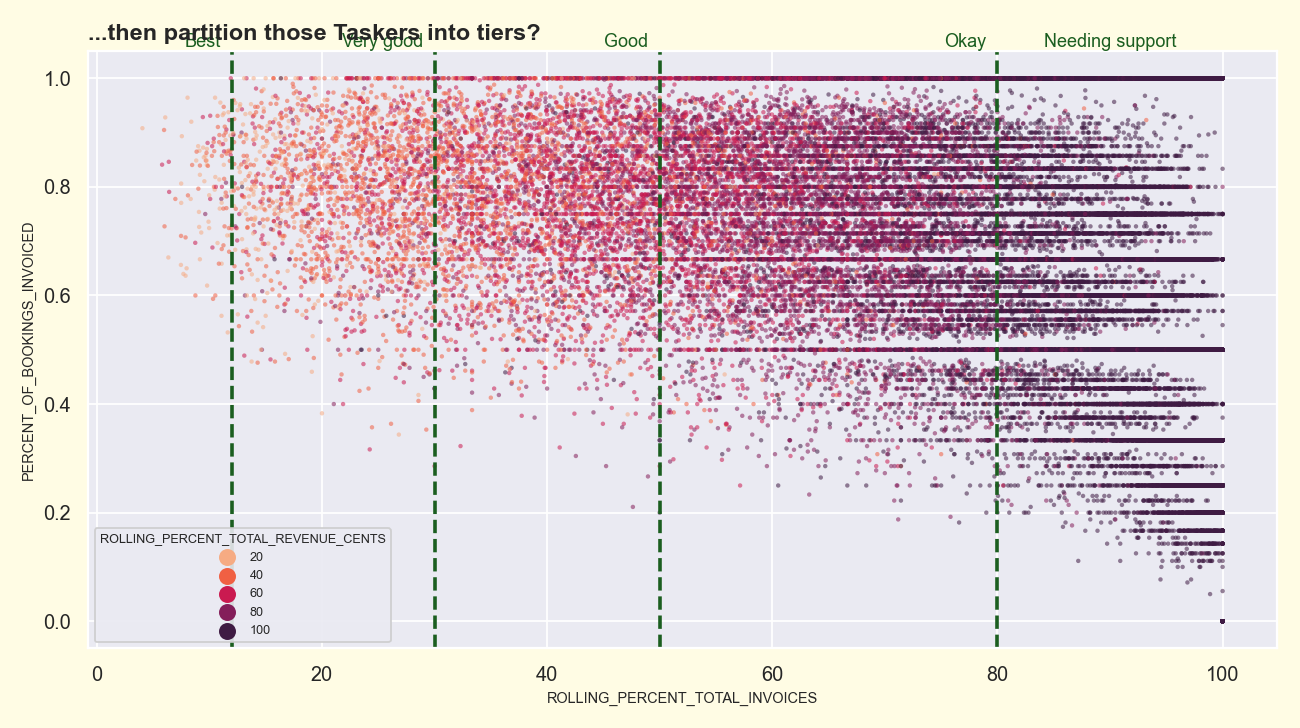 ...then partition those Taskers into tiers?
Best
Very good
Good
Okay
Needing support
1.0
0.8
0.6
0.4
0.2
0.0
PERCENT_OF_BOOKINGS_INVOICED
ROLLING_PERCENT_TOTAL_REVENUE_CENTS
20
40
60
80
100
0
20
40
60
80
100
ROLLING_PERCENT_TOTAL_INVOICES